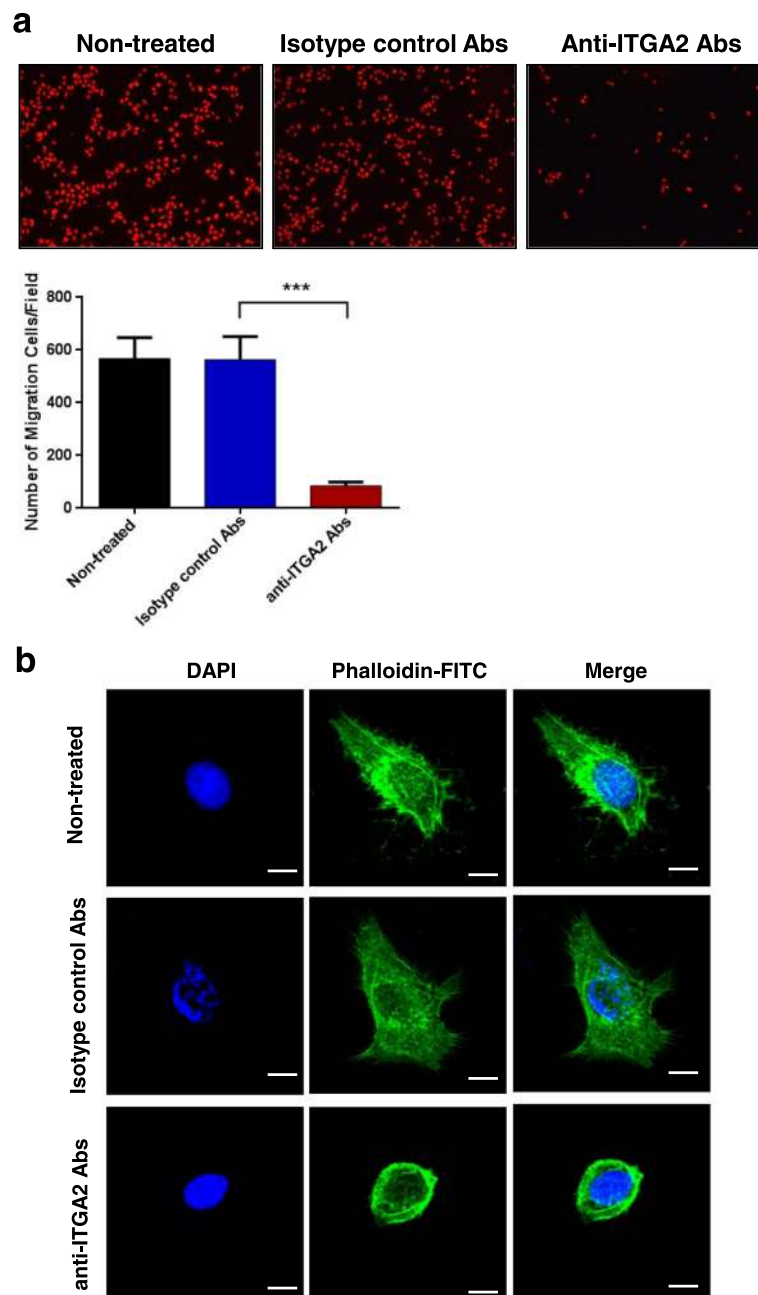 a
Non-treated
Isotype control Abs
Anti-ITGA2 Abs
Number of Migration Cells/Field
800
600
400
200
0
***
Non-treated
Isotype control Abs
anti-ITGA2 Abs
b
DAPI
Phalloidin-FITC
Merge
Non-treated
Isotype control Abs
anti-ITGA2 Abs